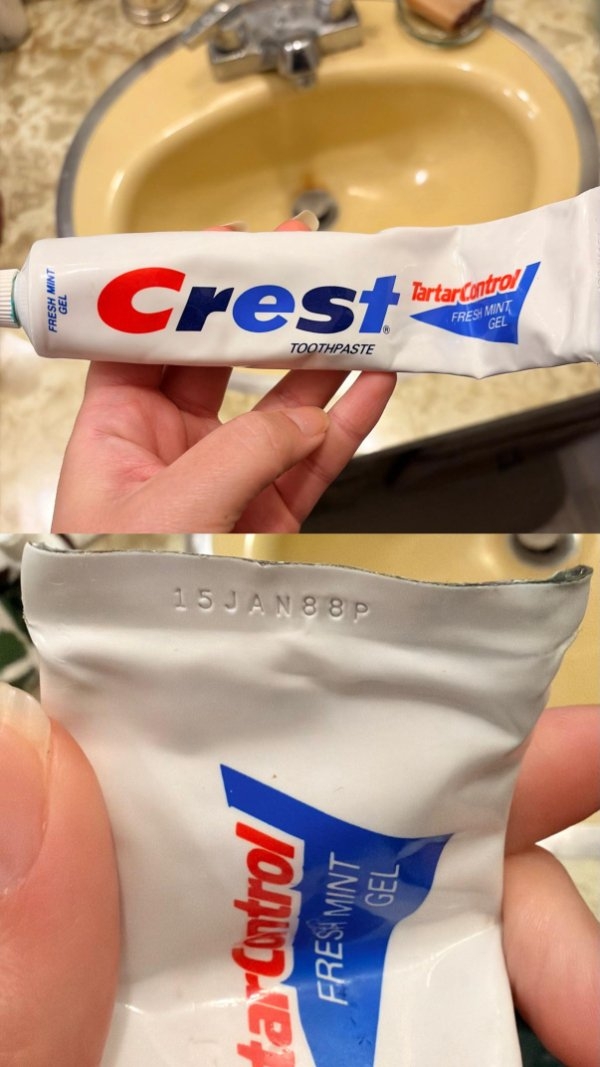 FRESH MINT
GEL
Crest®
TOOTHPASTE
TartarControl
FRESH MINT
GEL
15JAN88P
tarControl
FRESH MINT
GEL